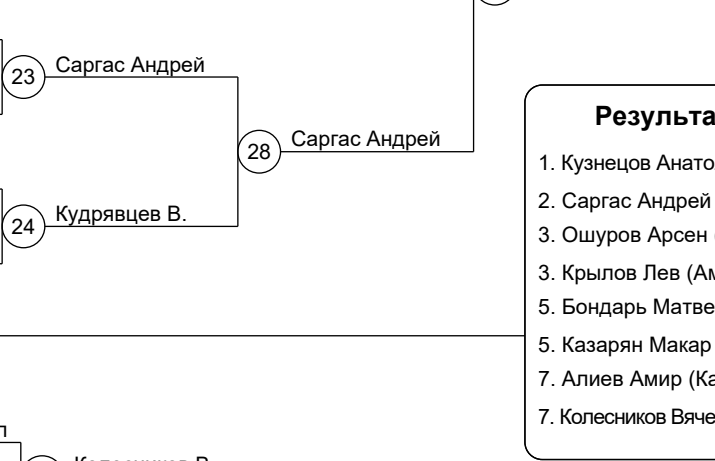 Саргас Андрей
23
Саргас Андрей
28
Кудрявцев В.
24
Результа
1. Кузнецов Анато
2. Саргас Андрей
3. Ошуров Арсен
3. Крылов Лев (Ам
5. Бондарь Матве
5. Казарян Макар
7. Алиев Амир (Ка
7. Колесников Вяче